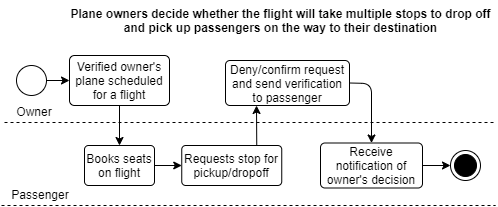 Plane owners decide whether the flight will take multiple stops to drop off
and pick up passengers on the way to their destination
Verified owner's
plane scheduled
for a flight
Deny/confirm request
and send verification
to passenger
Owner
Books seats
on flight
Requests stop for
pickup/dropoff
Receive
notification of
owner's decision
Passenger